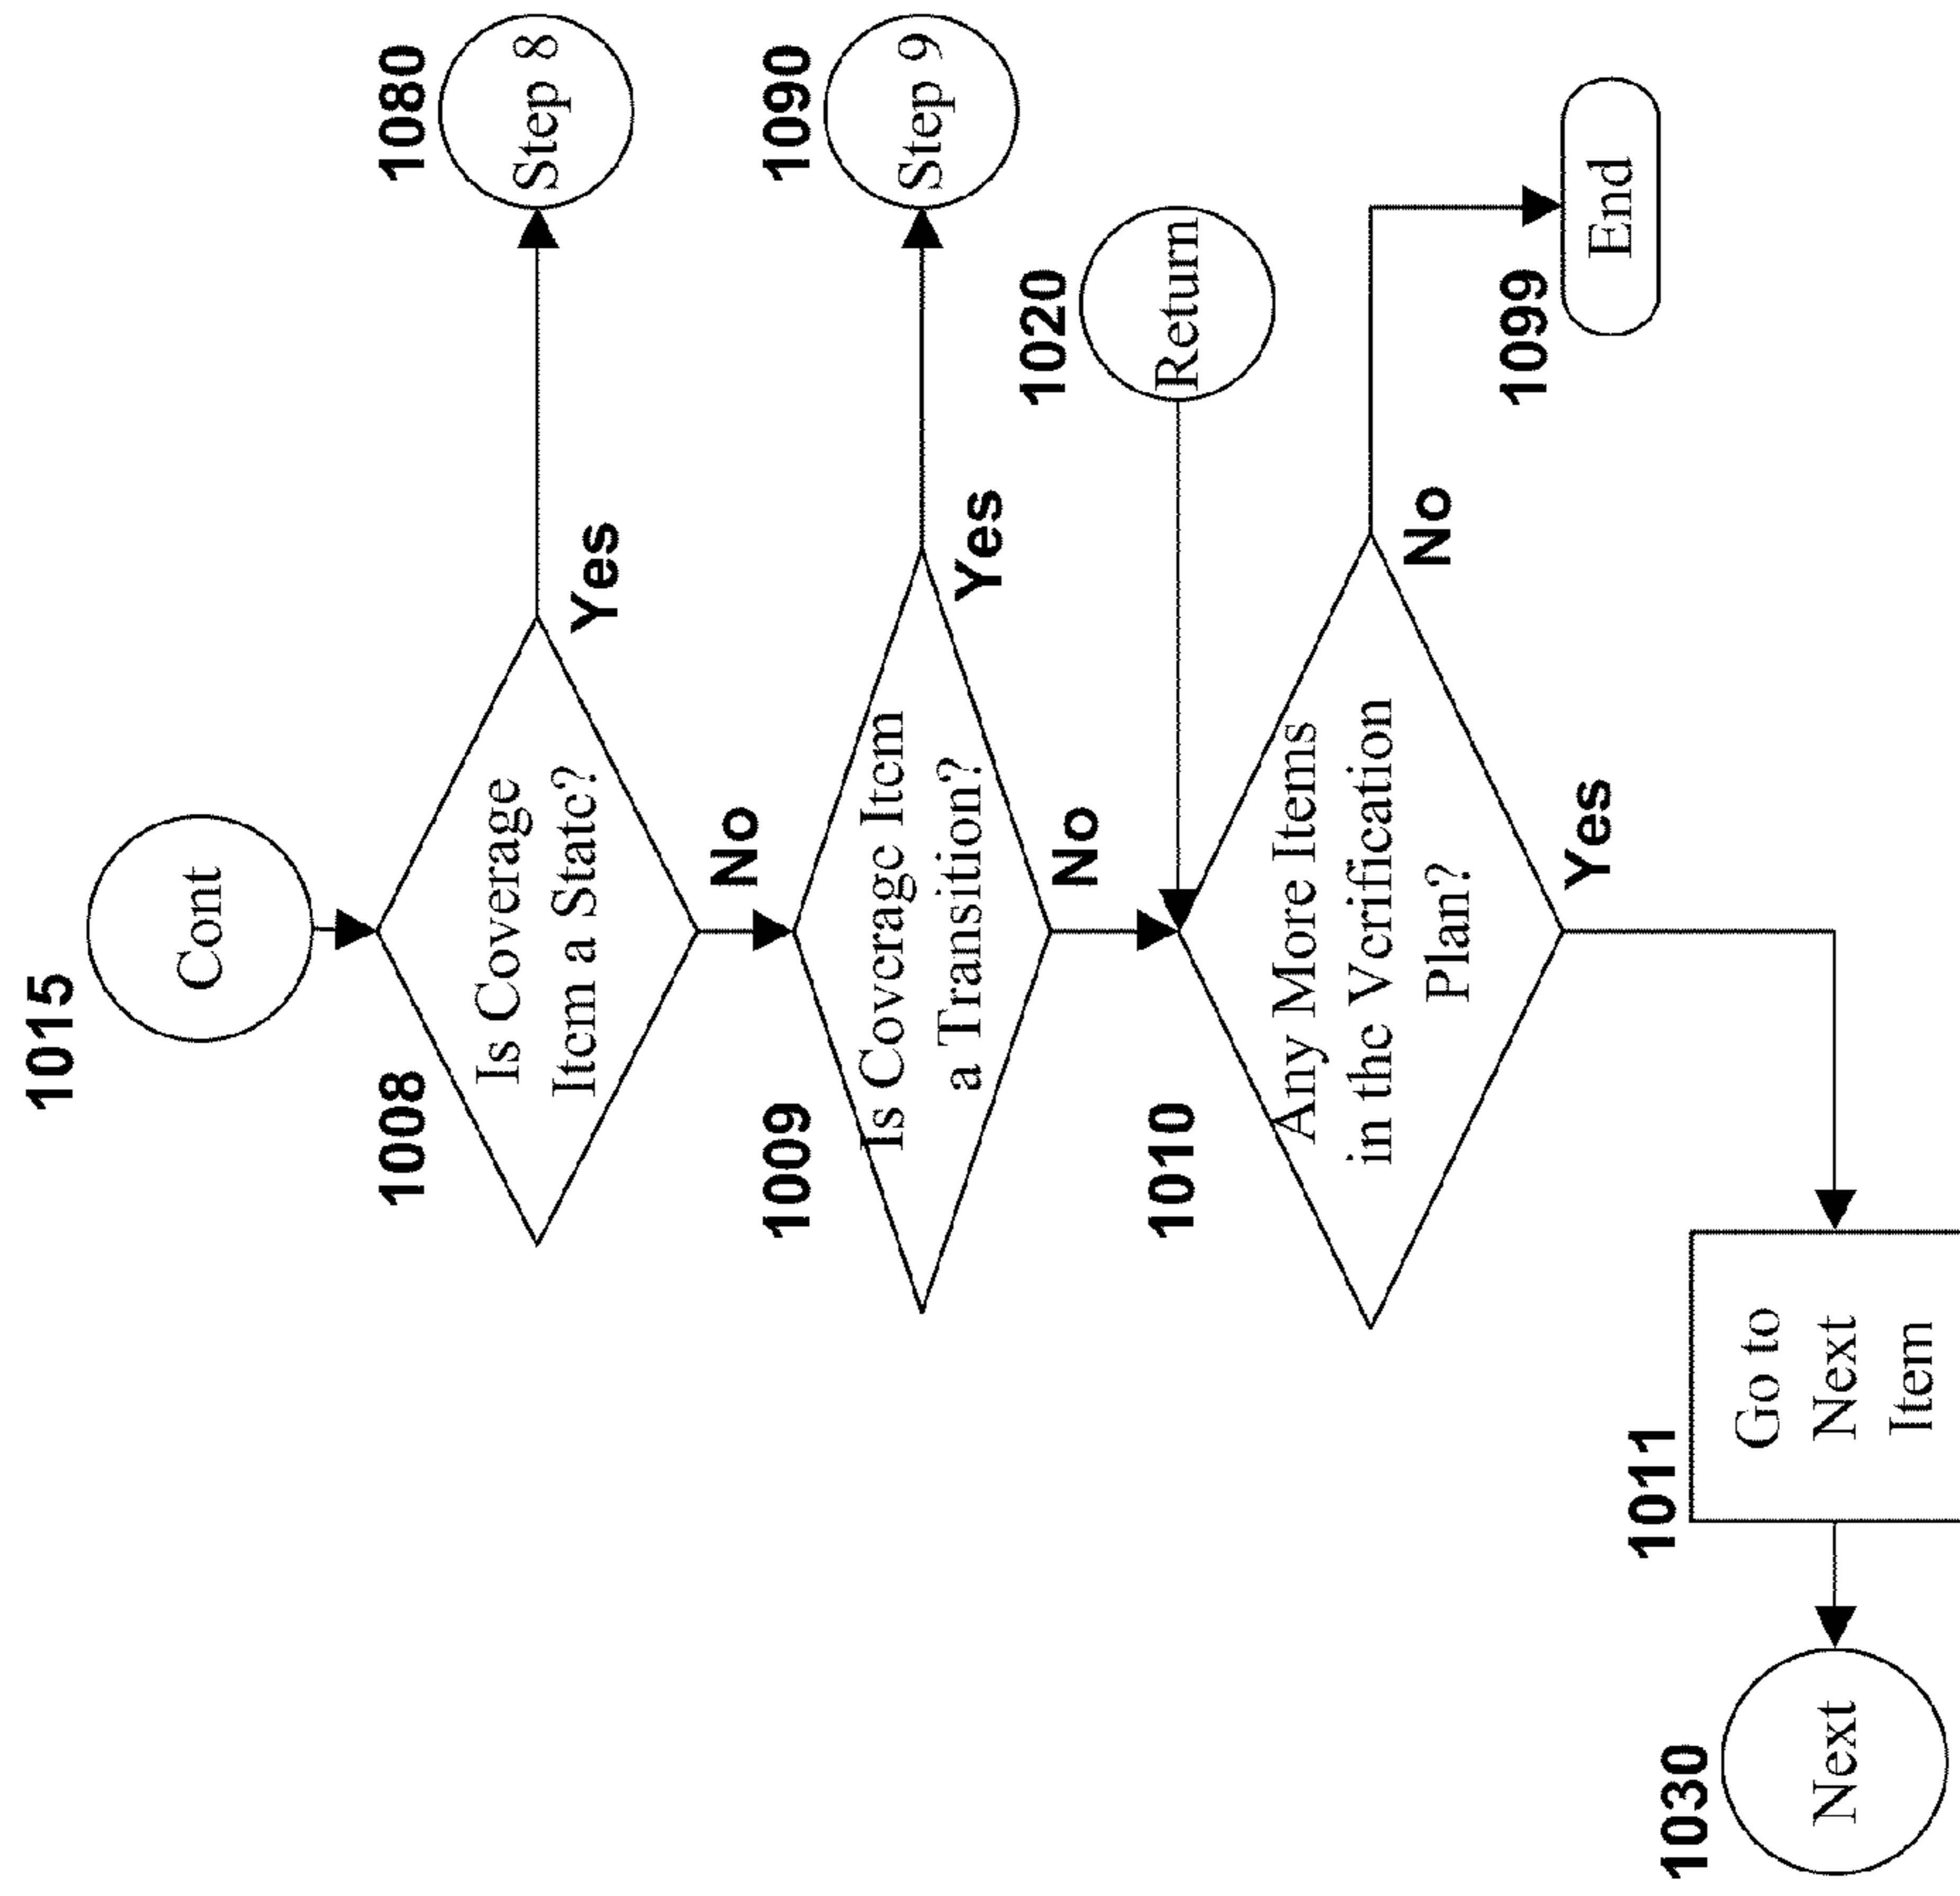 1015
Cont
1008
Is Coverage
Item a State?
Yes
1080
Step 8
No
1009
Is Coverage Item
a Transition?
Yes
1090
Step 9
No
1020
Return
1010
Any More Items
in the Verification
Plan?
No
1099
End
Yes
1011
Go to
Next
Item
1030
Next